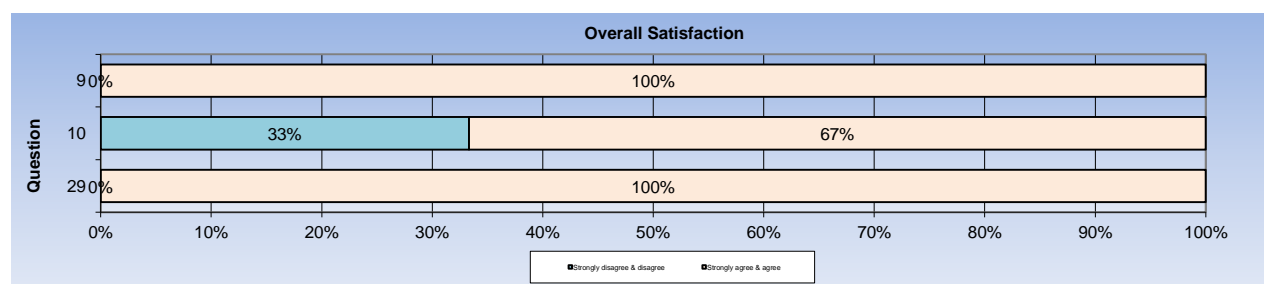 Overall Satisfaction
9 0% 100%
10 33% 67%
29 0% 100%
Question
0% 10% 20% 30% 40% 50% 60% 70% 80% 90% 100%
Strongly disagree & disagree Strongly agree & agree